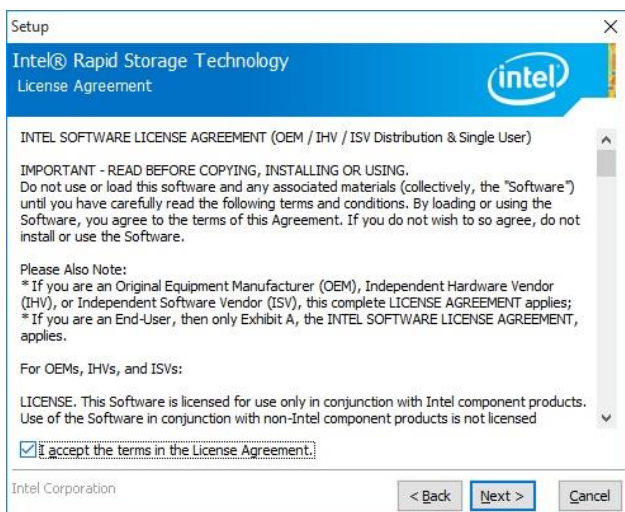 Setup
Intel® Rapid Storage Technology
License Agreement
intel
INTEL SOFTWARE LICENSE AGREEMENT (OEM / IHV / ISV Distribution & Single User)
IMPORTANT - READ BEFORE COPYING, INSTALLING OR USING.
Do not use or load this software and any associated materials (collectively, the "Software")
until you have carefully read the following terms and conditions. By loading or using the
Software, you agree to the terms of this Agreement. If you do not wish to so agree, do not
install or use the Software.
Please Also Note:
* If you are an Original Equipment Manufacturer (OEM), Independent Hardware Vendor
(IHV), or Independent Software Vendor (ISV), this complete LICENSE AGREEMENT applies;
* If you are an End-User, then only Exhibit A, the INTEL SOFTWARE LICENSE AGREEMENT,
applies.
For OEMs, IHVs, and ISVs:
LICENSE. This Software is licensed for use only in conjunction with Intel component products.
Use of the Software in conjunction with non-Intel component products is not licensed
I accept the terms in the License Agreement.
Intel Corporation
< Back Next > Cancel